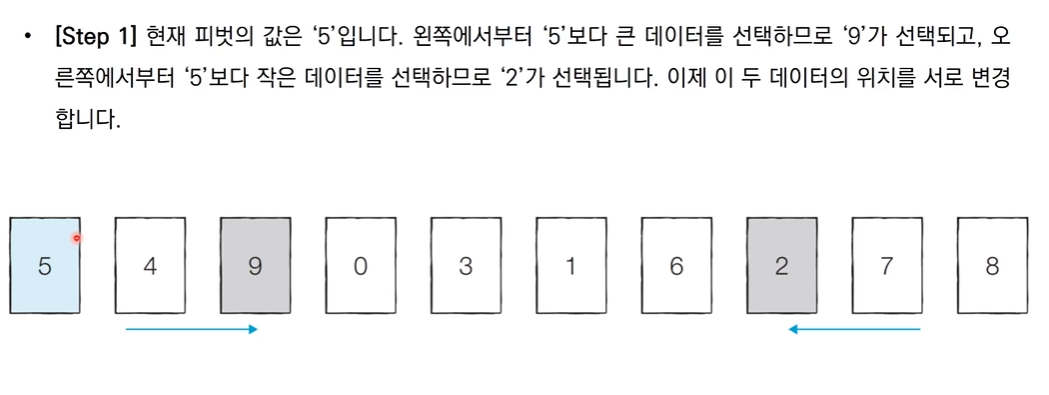 • [Step 1] 현재 피벗의 값은 ‘5’입니다. 왼쪽에서부터 ‘5’보다 큰 데이터를 선택하므로 ‘9’가 선택되고, 오
른쪽에서부터 ‘5’보다 작은 데이터를 선택하므로 ‘2’가 선택됩니다. 이제 이 두 데이터의 위치를 서로 변경
합니다.
5 4 9 0 3 1 6 2 7 8